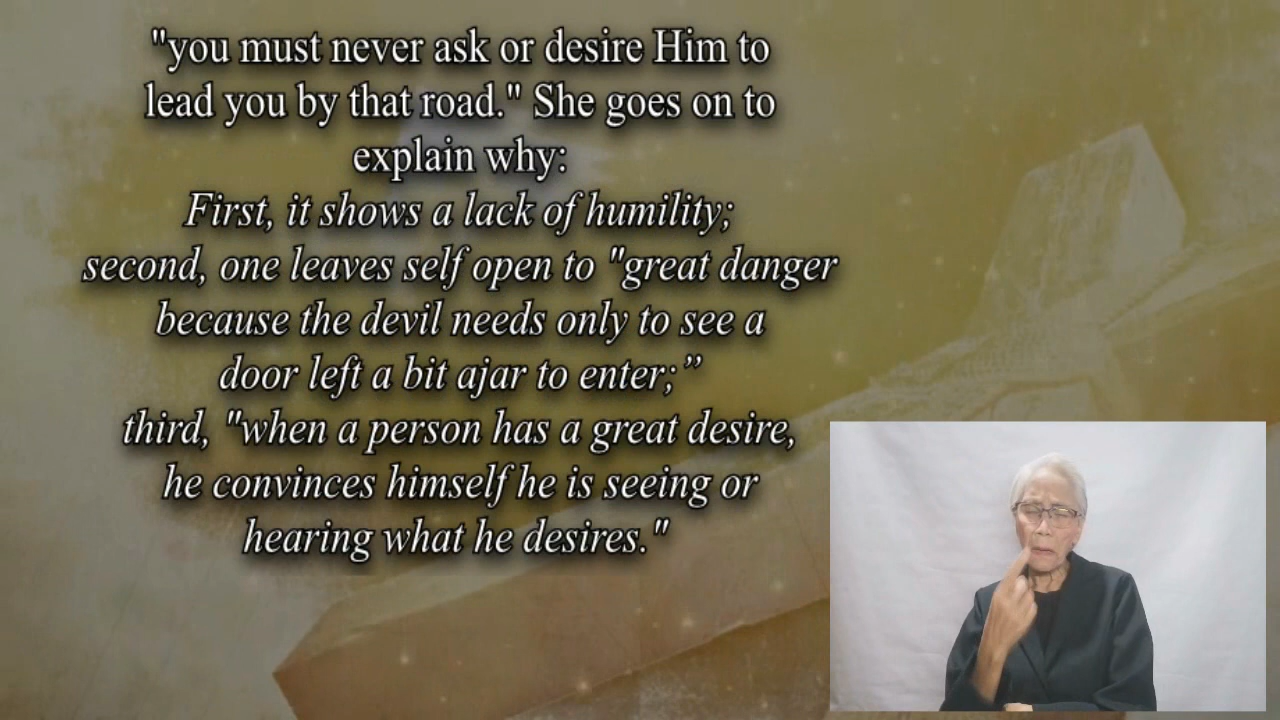 "you must never ask or desire Him to
lead you by that road." She goes on to
explain why:
First, it shows a lack of humility;
second, one leaves self open to "great danger
because the devil needs only to see a
door left a bit ajar to enter;”
third, "when a person has a great desire,
he convinces himself he is seeing or
hearing what he desires."